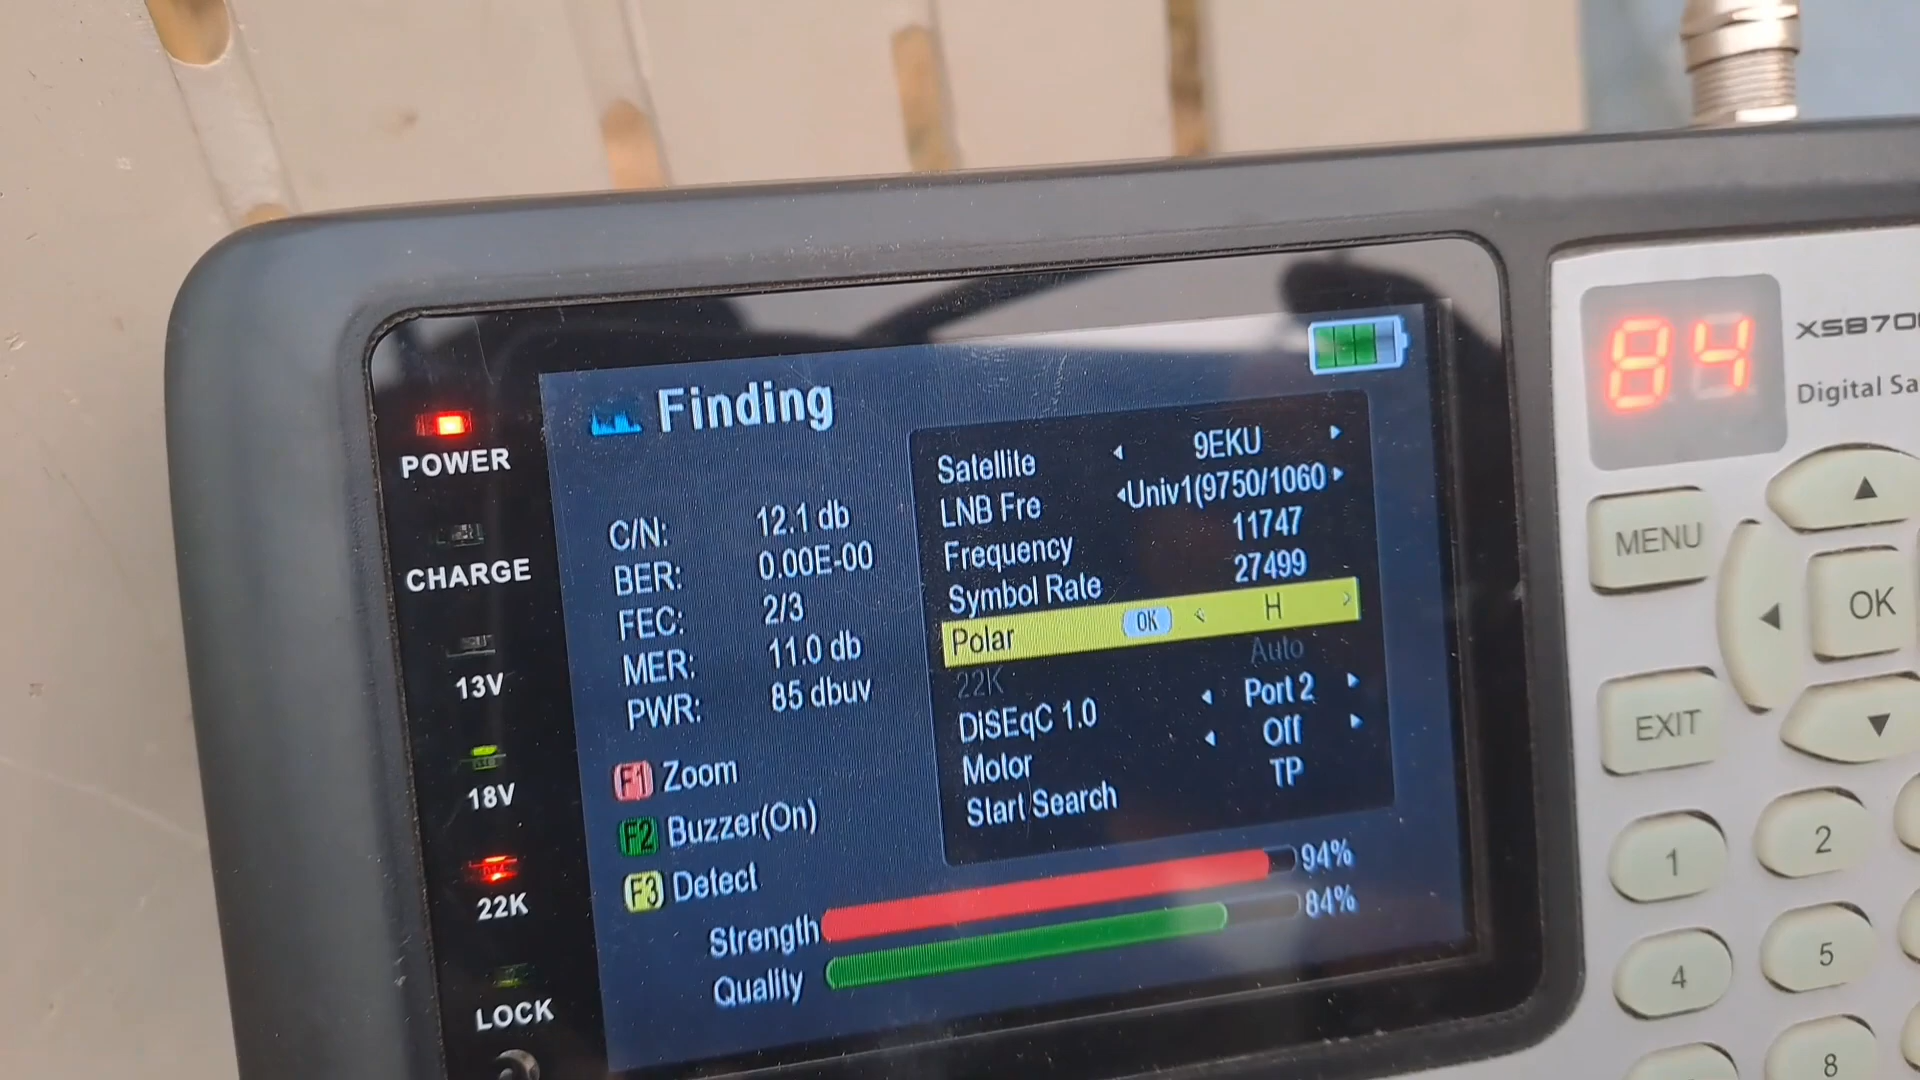 Finding
POWER
CHARGE
13V
18V
22K
LOCK
C/N: 12.1 db
BER: 0.00E-00
FEC: 2/3
MER: 11.0 db
PWR: 85 dbuv
F1 Zoom
F2 Buzzer(On)
F3 Detect
Satellite 9EKU
LNB Fre Univ1(9750/1060
Frequency 11747
Symbol Rate 27499
Polar OK H
22K Auto
DiSEqC 1.0 Port 2
Motor Off
Start Search TP
Strength 94%
Quality 84%
84
XS870
Digital Sa
MENU
OK
EXIT
1
2
4
5
8